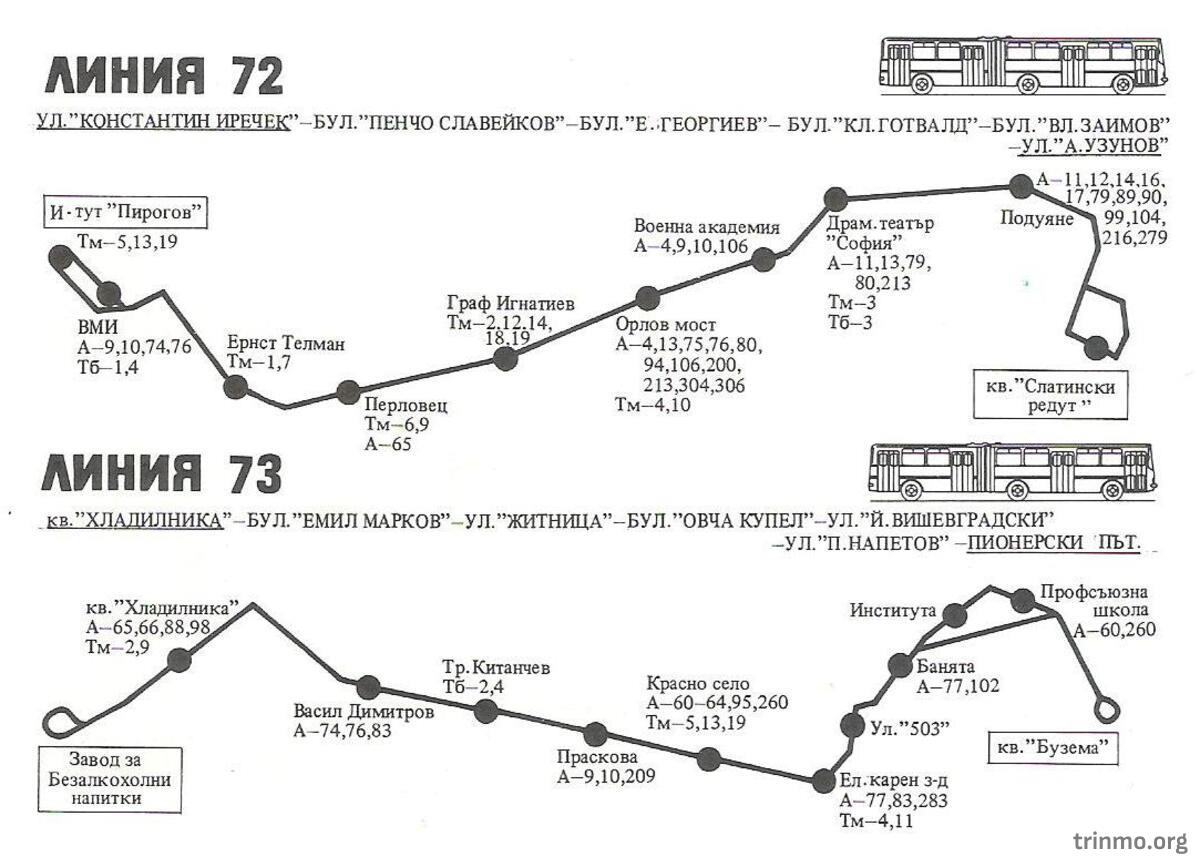 ЛИНИЯ 72
УЛ."КОНСТАНТИН ИРЕЧЕК"–БУЛ."ПЕНЧО СЛАВЕЙКОВ"–БУЛ."Е.ГЕОРГИЕВ"– БУЛ."КЛ.ГОТВАЛД"–БУЛ."ВЛ.ЗАИМОВ"
–УЛ."А.УЗУНОВ"
И-тут "Пирогов"
Тм–5,13,19
ВМИ
А–9,10,74,76
Тб–1,4
Ернст Телман
Тм–1,7
Перловец
Тм–6,9
А–65
Граф Игнатиев
Тм–2,12,14,
18,19
Орлов мост
А–4,13,75,76,80,
94,106,200,
213,304,306
Тм–4,10
Военна академия
А–4,9,10,106
Драм.театър
"София"
А–11,13,79,
80,213
Тм–3
Тб–3
Подуяне
А–11,12,14,16,
17,79,89,90,
99,104,
216,279
кв."Слатински
редут"
ЛИНИЯ 73
кв."ХЛАДИЛНИКА"–БУЛ."ЕМИЛ МАРКОВ"–УЛ."ЖИТНИЦА"–БУЛ."ОВЧА КУПЕЛ"–УЛ."Й.ВИШЕВГРАДСКИ"
–УЛ."П.НАПЕТОВ"–ПИОНЕРСКИ ПЪТ.
Завод за
Безалкохолни
напитки
кв."Хладилника"
А–65,66,88,98
Тм–2,9
Васил Димитров
А–74,76,83
Тр.Китанчев
Тб–2,4
Праскова
А–9,10,209
Красно село
А–60–64,95,260
Тм–5,13,19
Ел.карен з-д
А–77,83,283
Тм–4,11
Ул."503"
Банята
А–77,102
Института
Профсъюзна
школа
А–60,260
кв."Бузема"
trinmo.org